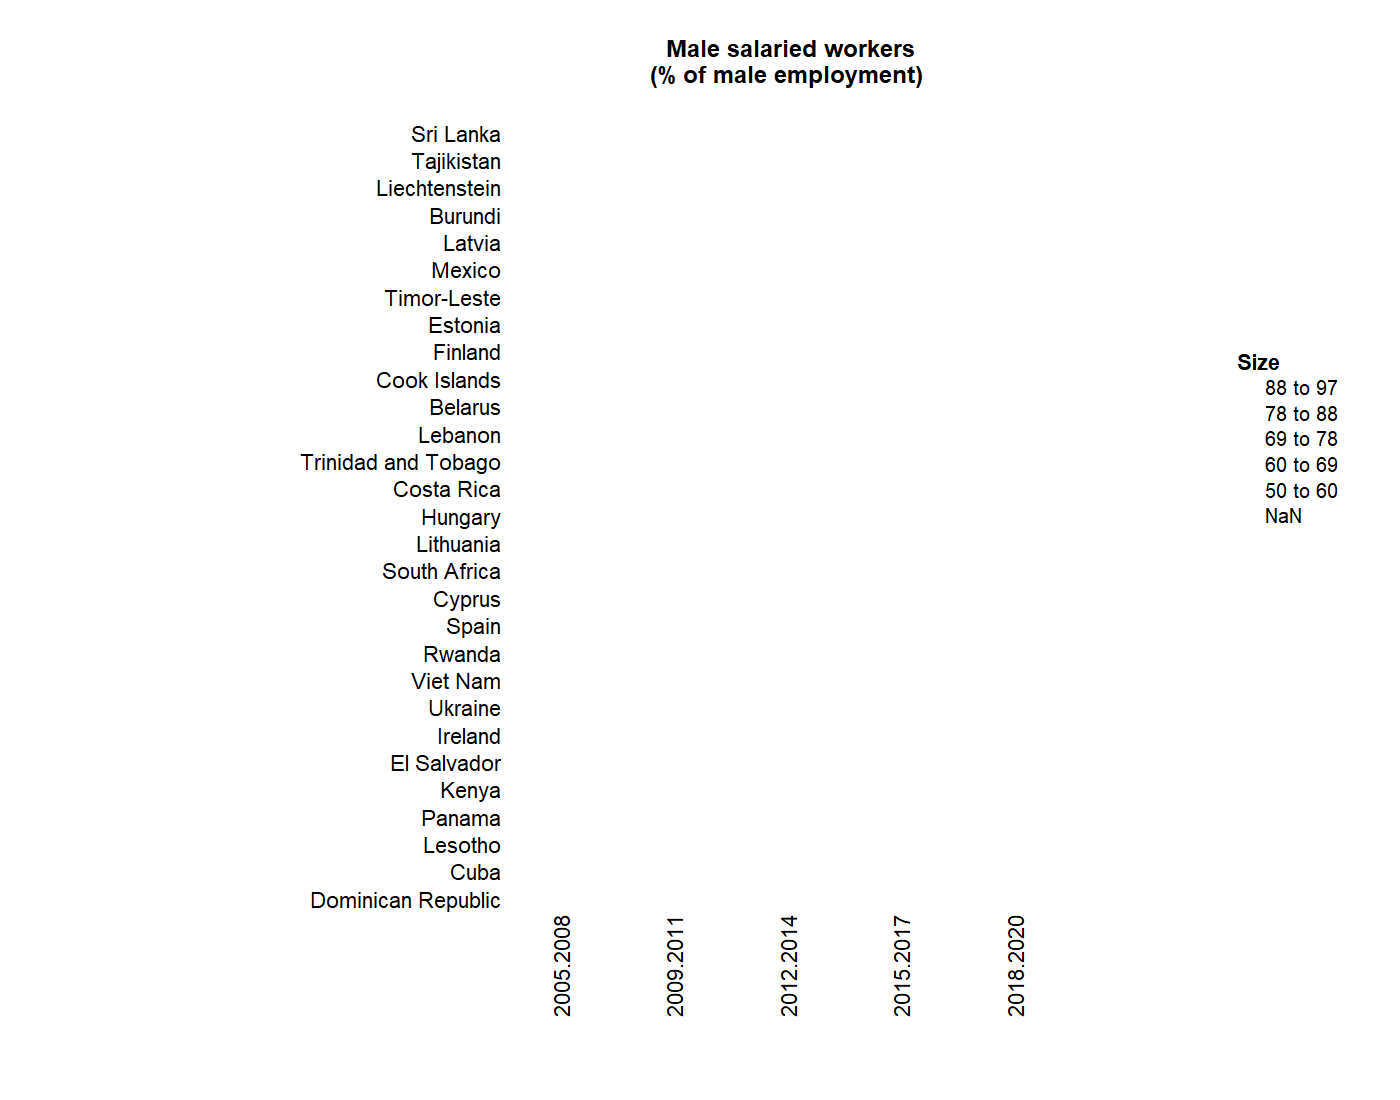 Male salaried workers
(% of male employment)
Sri Lanka
Tajikistan
Liechtenstein
Burundi
Latvia
Mexico
Timor-Leste
Estonia
Finland
Cook Islands
Belarus
Lebanon
Trinidad and Tobago
Costa Rica
Hungary
Lithuania
South Africa
Cyprus
Spain
Rwanda
Viet Nam
Ukraine
Ireland
El Salvador
Kenya
Panama
Lesotho
Cuba
Dominican Republic
2005.2008
2009.2011
2012.2014
2015.2017
2018.2020
Size
88 to 97
78 to 88
69 to 78
60 to 69
50 to 60
NaN